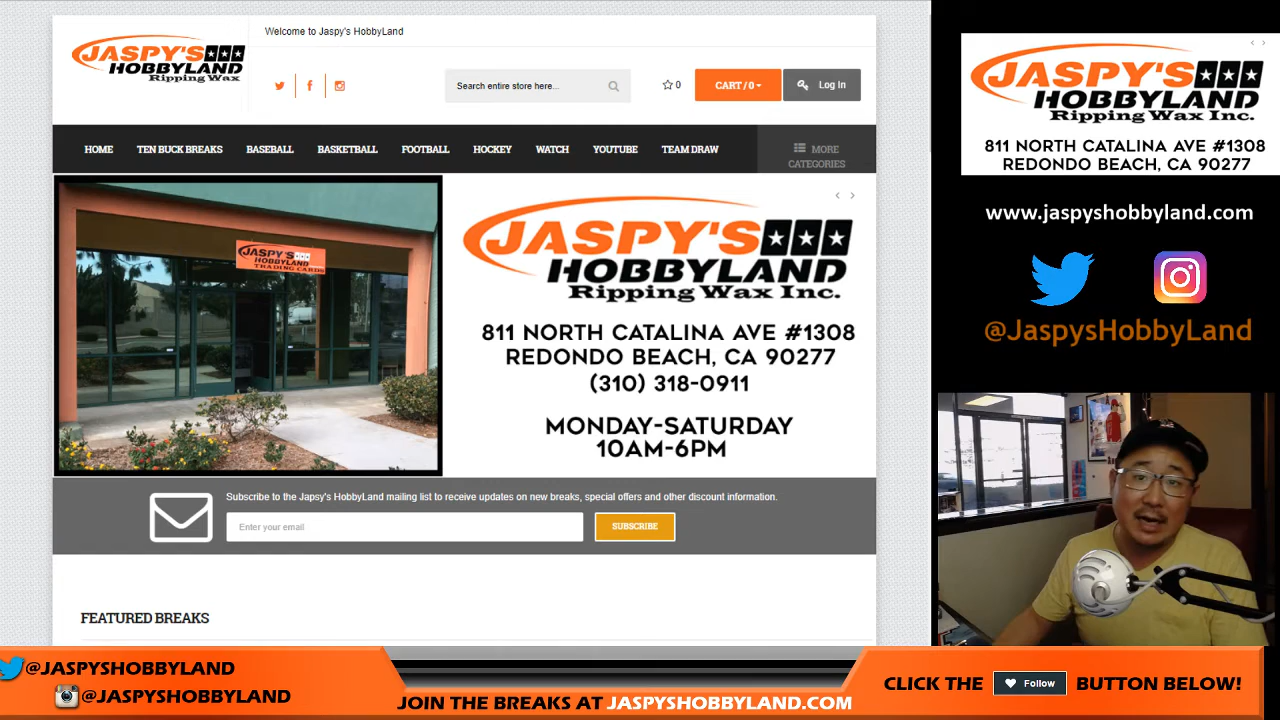 JASPY'S
HOBBYLAND
Ripping Wax
Welcome to Jaspy's HobbyLand
Search entire store here...
0
CART / 0
Log In
HOME
TEN BUCK BREAKS
BASEBALL
BASKETBALL
FOOTBALL
HOCKEY
WATCH
YOUTUBE
TEAM DRAW
MORE
CATEGORIES
JASPY'S
HOBBYLAND
TRADING CARDS
JASPY'S
HOBBYLAND
Ripping Wax Inc.
811 NORTH CATALINA AVE #1308
REDONDO BEACH, CA 90277
(310) 318-0911
MONDAY-SATURDAY
10AM-6PM
Subscribe to the Japsy's HobbyLand mailing list to receive updates on new breaks, special offers and other discount information.
Enter your email
SUBSCRIBE
FEATURED BREAKS
JASPY'S
HOBBYLAND
Ripping Wax Inc.
811 NORTH CATALINA AVE #1308
REDONDO BEACH, CA 90277
www.jaspyshobbyland.com
@JaspysHobbyLand
@JASPYSHOBBYLAND
@JASPYSHOBBYLAND
JOIN THE BREAKS AT JASPYSHOBBYLAND.COM
CLICK THE Follow BUTTON BELOW!